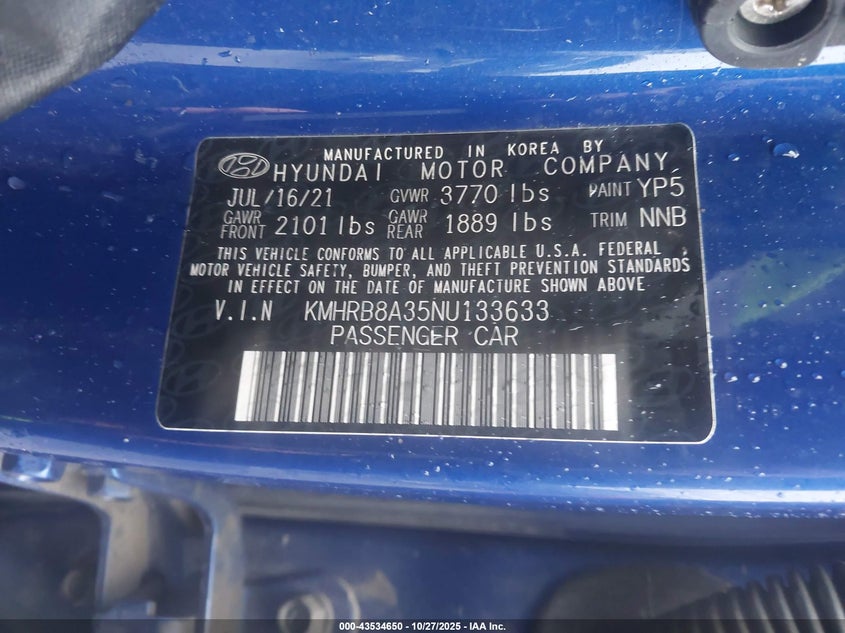 MANUFACTURED IN KOREA BY
HYUNDAI MOTOR COMPANY
JUL/16/21 GVWR 3770 lbs PAINT YP5
GAWR FRONT 2101 lbs GAWR REAR 1889 lbs TRIM NNB
THIS VEHICLE CONFORMS TO ALL APPLICABLE U.S.A. FEDERAL
MOTOR VEHICLE SAFETY, BUMPER, AND THEFT PREVENTION STANDARDS
IN EFFECT ON THE DATE OF MANUFACTURE SHOWN ABOVE
V.I.N KMHRB8A35NU133633
PASSENGER CAR
000-43534650 - 10/27/2025 - IAA Inc.